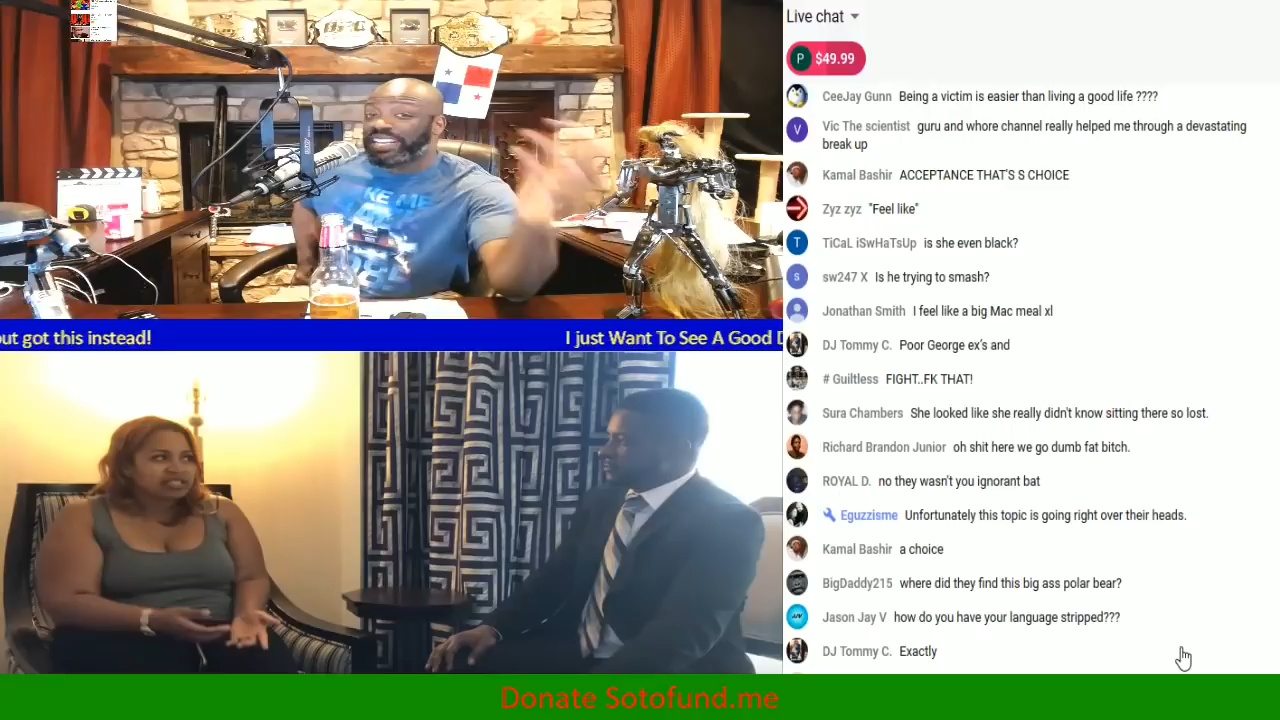 Live chat
P $49.99
CeeJay Gunn Being a victim is easier than living a good life ????
V Vic The scientist guru and whore channel really helped me through a devastating
break up
Kamal Bashir ACCEPTANCE THAT'S S CHOICE
Zyz zyz "Feel like"
T TiCaL iSwHaTsUp is she even black?
s sw247 X Is he trying to smash?
Jonathan Smith I feel like a big Mac meal xl
DJ Tommy C. Poor George ex's and
# Guiltless FIGHT..FK THAT!
Sura Chambers She looked like she really didn't know sitting there so lost.
Richard Brandon Junior oh shit here we go dumb fat bitch.
ROYAL D. no they wasn't you ignorant bat
Eguzzisme Unfortunately this topic is going right over their heads.
Kamal Bashir a choice
BigDaddy215 where did they find this big ass polar bear?
Jason Jay V how do you have your language stripped???
DJ Tommy C. Exactly
ut got this instead! I just Want To See A Good D
Donate Sotofund.me